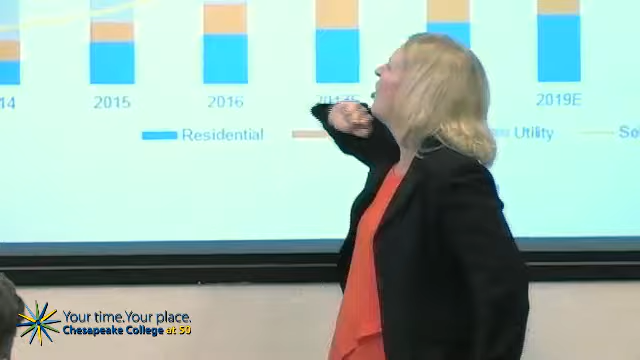 14 2015 2016 2019E
Residential Utility
Your time. Your place.
Chesapeake College at 50